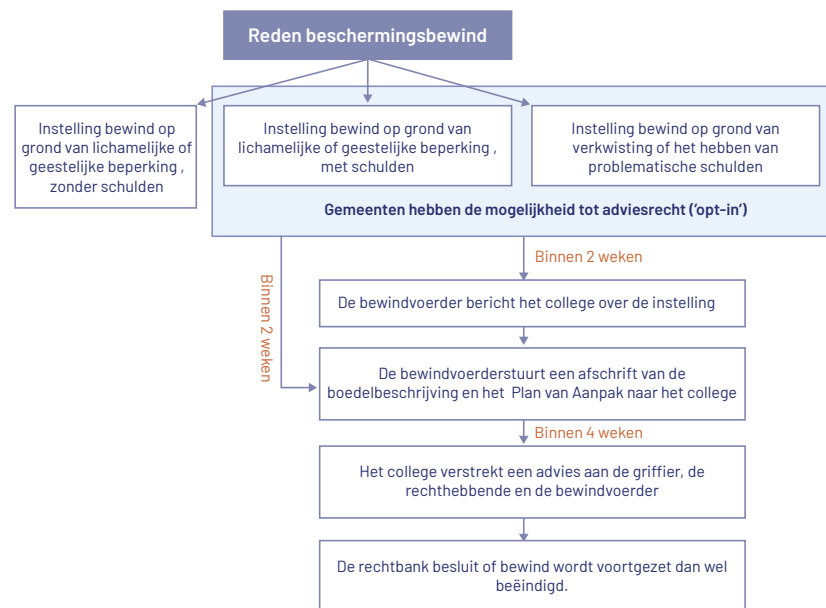 Reden beschermingsbewind
Instelling bewind op
grond van lichamelijke of
geestelijke beperking ,
zonder schulden
Instelling bewind op grond van
lichamelijke of geestelijke beperking ,
met schulden
Instelling bewind op grond van
verkwisting of het hebben van
problematische schulden
Gemeenten hebben de mogelijkheid tot adviesrecht ('opt-in')
Binnen 2 weken
Binnen 2 weken
De bewindvoerder bericht het college over de instelling
De bewindvoerderstuurt een afschrift van de
boedelbeschrijving en het Plan van Aanpak naar het college
Binnen 4 weken
Het college verstrekt een advies aan de griffier, de
rechthebbende en de bewindvoerder
De rechtbank besluit of bewind wordt voortgezet dan wel
beëindigd.